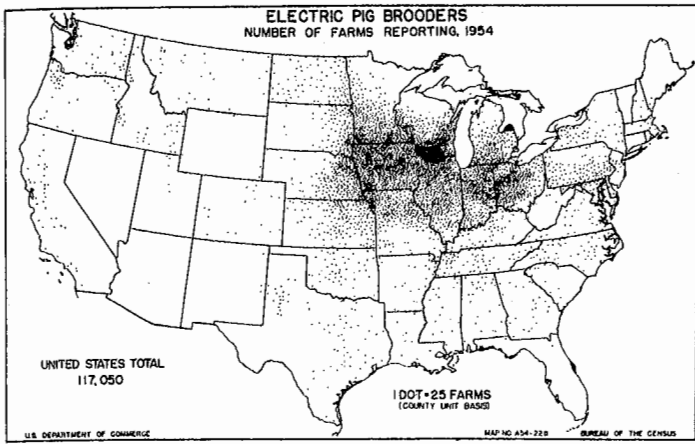 ELECTRIC PIG BROODERS
NUMBER OF FARMS REPORTING, 1954
UNITED STATES TOTAL
117,050
1 DOT=25 FARMS
(COUNTY UNIT BASIS)
U.S. DEPARTMENT OF COMMERCE
MAP NO. A54-228
BUREAU OF THE CENSUS